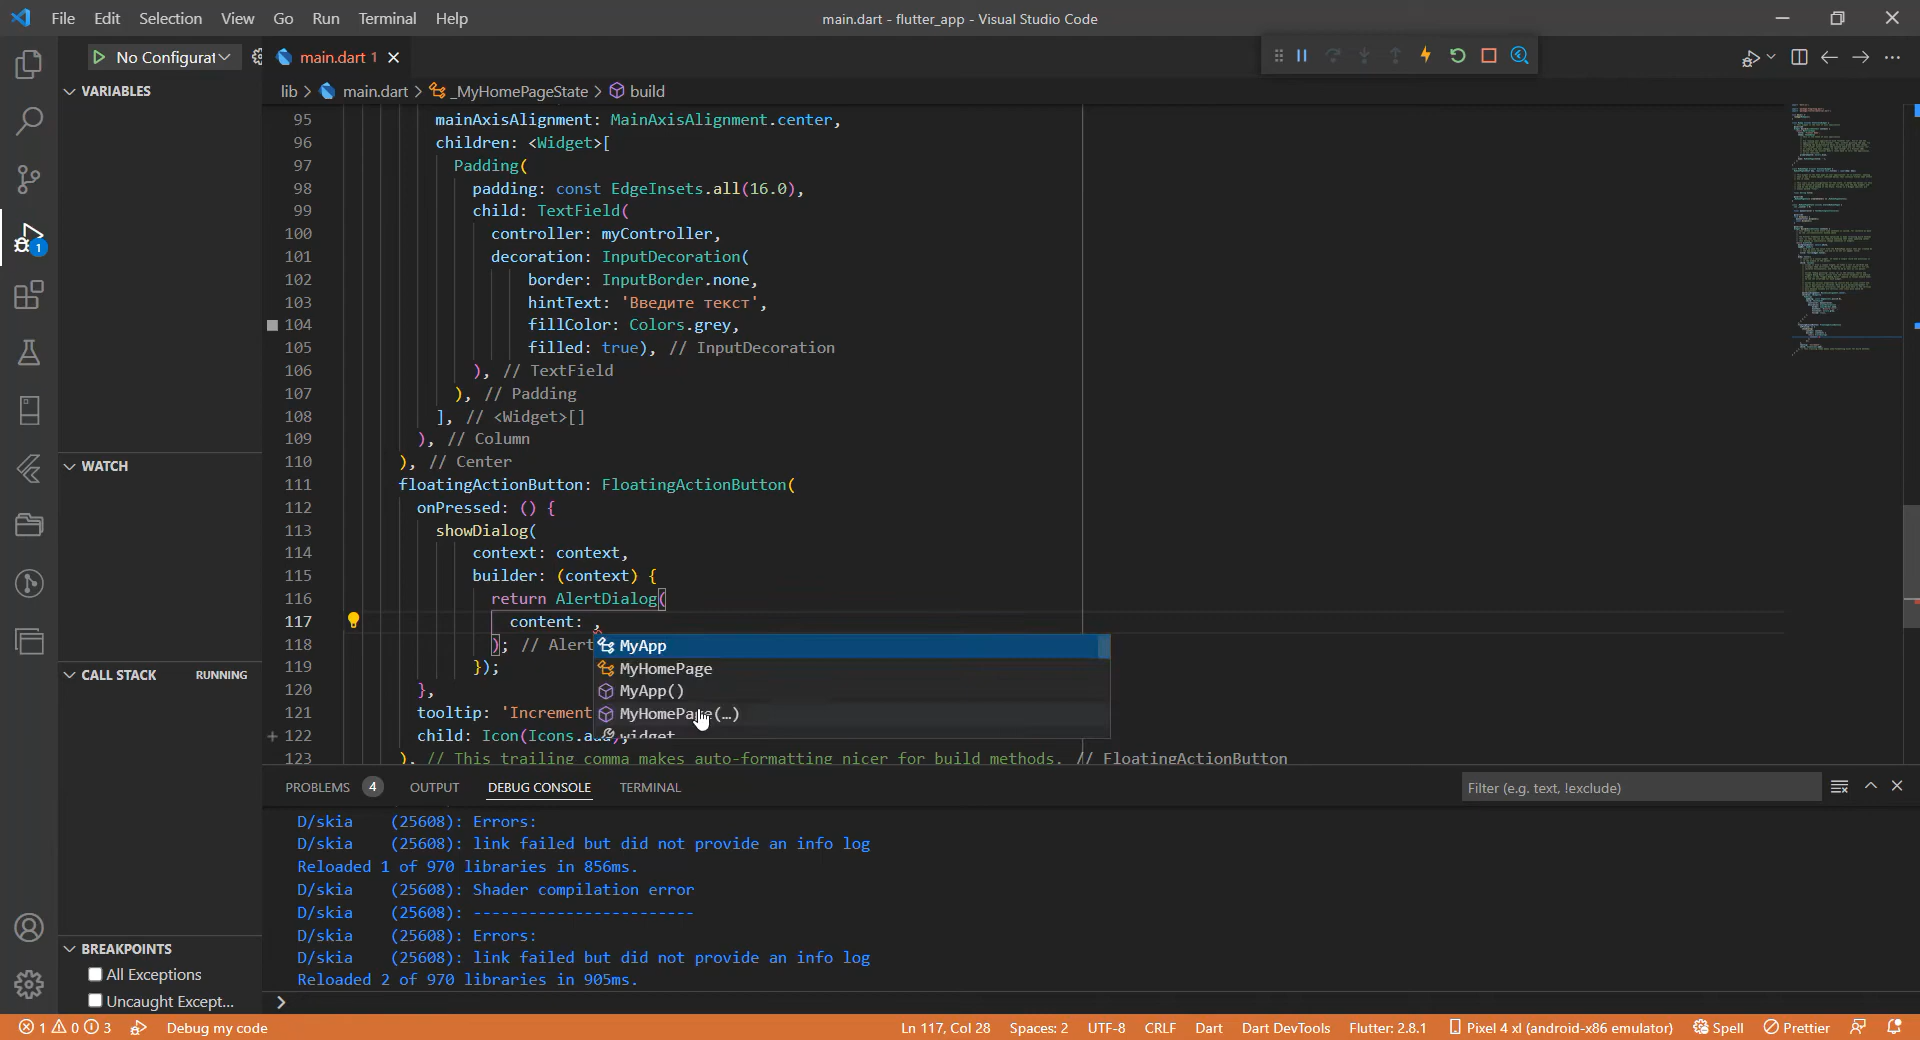 File Edit Selection View Go Run Terminal Help
main.dart - flutter_app - Visual Studio Code
No Configurat
main.dart 1
lib > main.dart > _MyHomePageState > build
VARIABLES
95 mainAxisAlignment: MainAxisAlignment.center,
96 children: <Widget>[
97 Padding(
98 padding: const EdgeInsets.all(16.0),
99 child: TextField(
100 controller: myController,
101 decoration: InputDecoration(
102 border: InputBorder.none,
103 hintText: 'Введите текст',
104 fillColor: Colors.grey,
105 filled: true), // InputDecoration
106 ), // TextField
107 ), // Padding
108 ], // <Widget>[]
109 ), // Column
110 ), // Center
111 floatingActionButton: FloatingActionButton(
112 onPressed: () {
113 showDialog(
114 context: context,
115 builder: (context) {
116 return AlertDialog(
117 content: ,
118 ); // Alert
119 });
120 },
121 tooltip: 'Increment
122 child: Icon(Icons.add),
123 ), // This trailing comma makes auto-formatting nicer for build methods. // FloatingActionButton
MyApp
MyHomePage
MyApp()
MyHomePage(…)
widget
WATCH
CALL STACK RUNNING
BREAKPOINTS
All Exceptions
Uncaught Except...
1
PROBLEMS 4 OUTPUT DEBUG CONSOLE TERMINAL
Filter (e.g. text, !exclude)
D/skia (25608): Errors:
D/skia (25608): link failed but did not provide an info log
Reloaded 1 of 970 libraries in 856ms.
D/skia (25608): Shader compilation error
D/skia (25608): ------------------------
D/skia (25608): Errors:
D/skia (25608): link failed but did not provide an info log
Reloaded 2 of 970 libraries in 905ms.
>
1 0 3 Debug my code
Ln 117, Col 28 Spaces: 2 UTF-8 CRLF Dart Dart DevTools Flutter: 2.8.1 Pixel 4 xl (android-x86 emulator) Spell Prettier